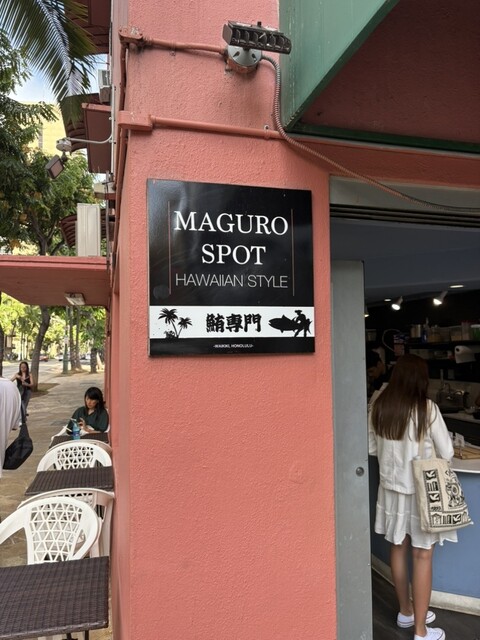 MAGURO
SPOT
HAWAIIAN STYLE
鮪専門
-WAIKIKI, HONOLULU-